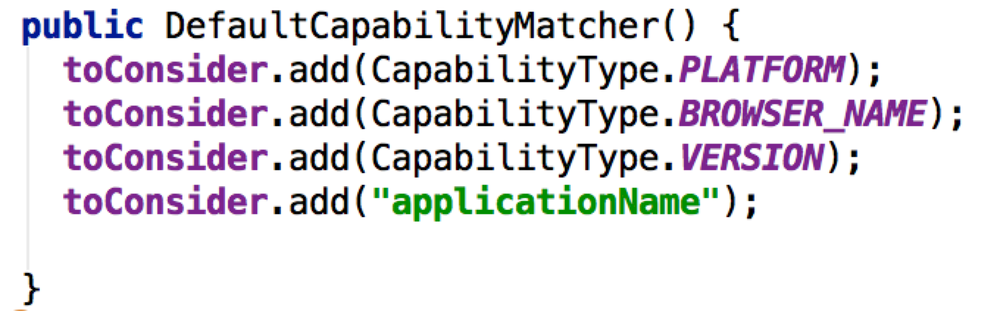 public DefaultCapabilityMatcher() {
toConsider.add(CapabilityType.PLATFORM);
toConsider.add(CapabilityType.BROWSER_NAME);
toConsider.add(CapabilityType.VERSION);
toConsider.add("applicationName");
}